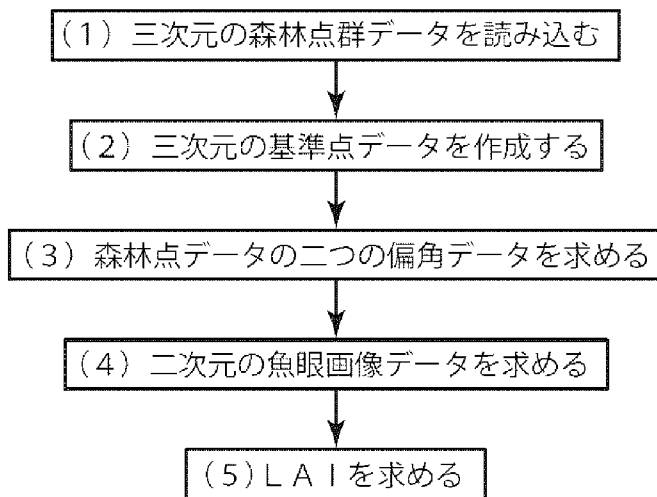 (1) 三次元の森林点群データを読み込む
(2) 三次元の基準点データを作成する
(3) 森林点データの二つの偏角データを求める
(4) 二次元の魚眼画像データを求める
(5)LAIを求める